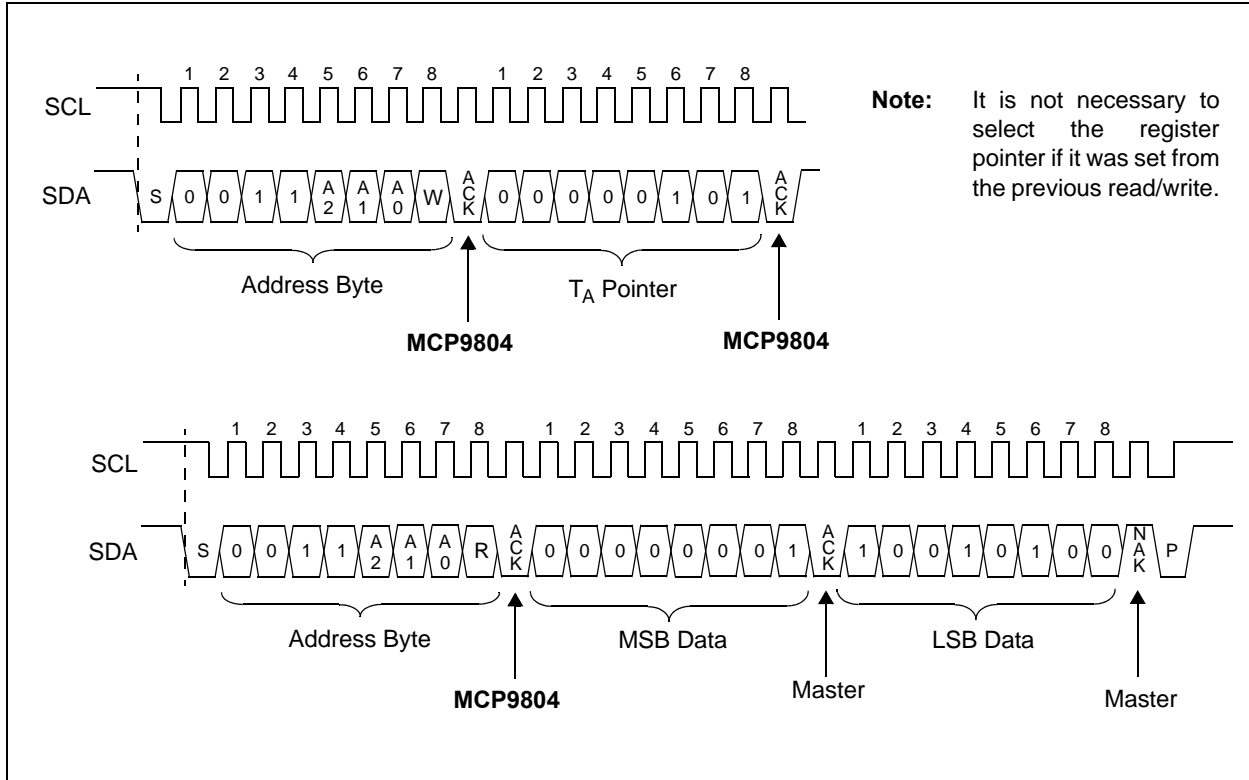 1 2 3 4 5 6 7 8 1 2 3 4 5 6 7 8
SCL
SDA
S 0 0 1 1 A2 A1 A0 W ACK 0 0 0 0 0 1 0 1 ACK
Address Byte
TA Pointer
MCP9804
MCP9804
Note: It is not necessary to
select the register
pointer if it was set from
the previous read/write.
1 2 3 4 5 6 7 8 1 2 3 4 5 6 7 8 1 2 3 4 5 6 7 8
SCL
SDA
S 0 0 1 1 A2 A1 A0 R ACK 0 0 0 0 0 0 0 1 ACK 1 0 0 1 0 1 0 0 NAK P
Address Byte
MSB Data
LSB Data
MCP9804
Master
Master